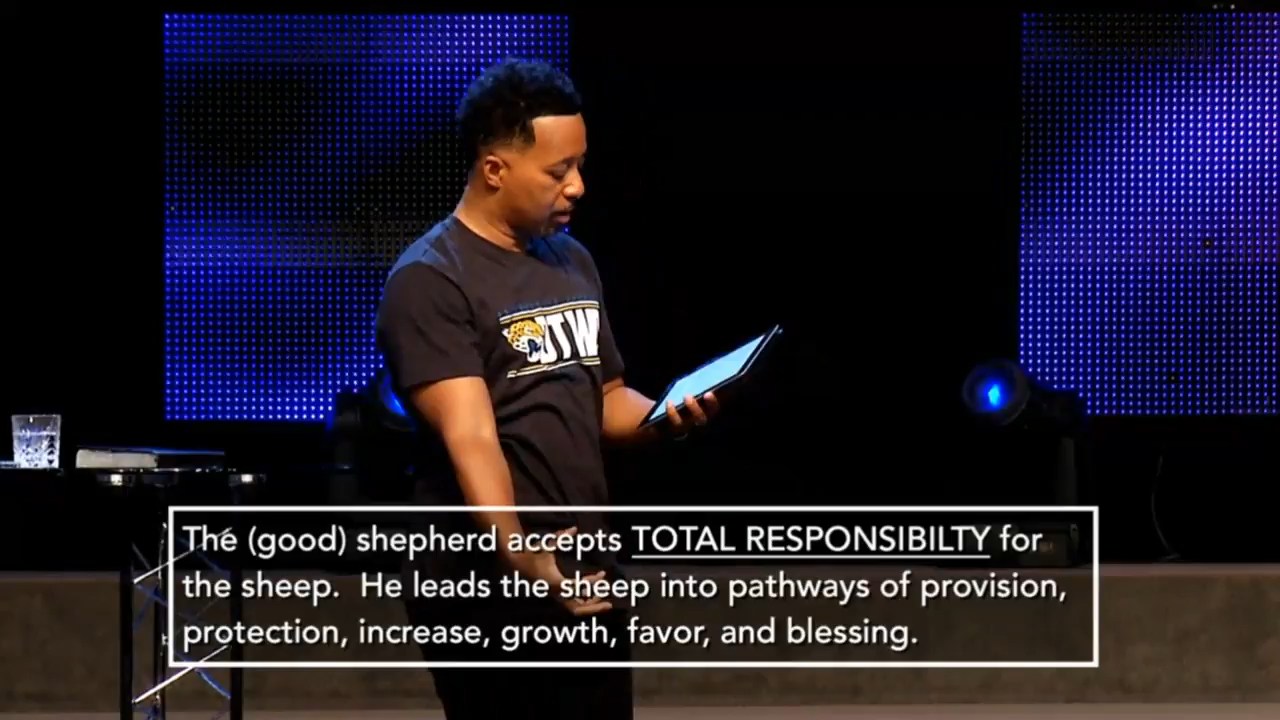 DTW
The (good) shepherd accepts TOTAL RESPONSIBILTY for
the sheep. He leads the sheep into pathways of provision,
protection, increase, growth, favor, and blessing.